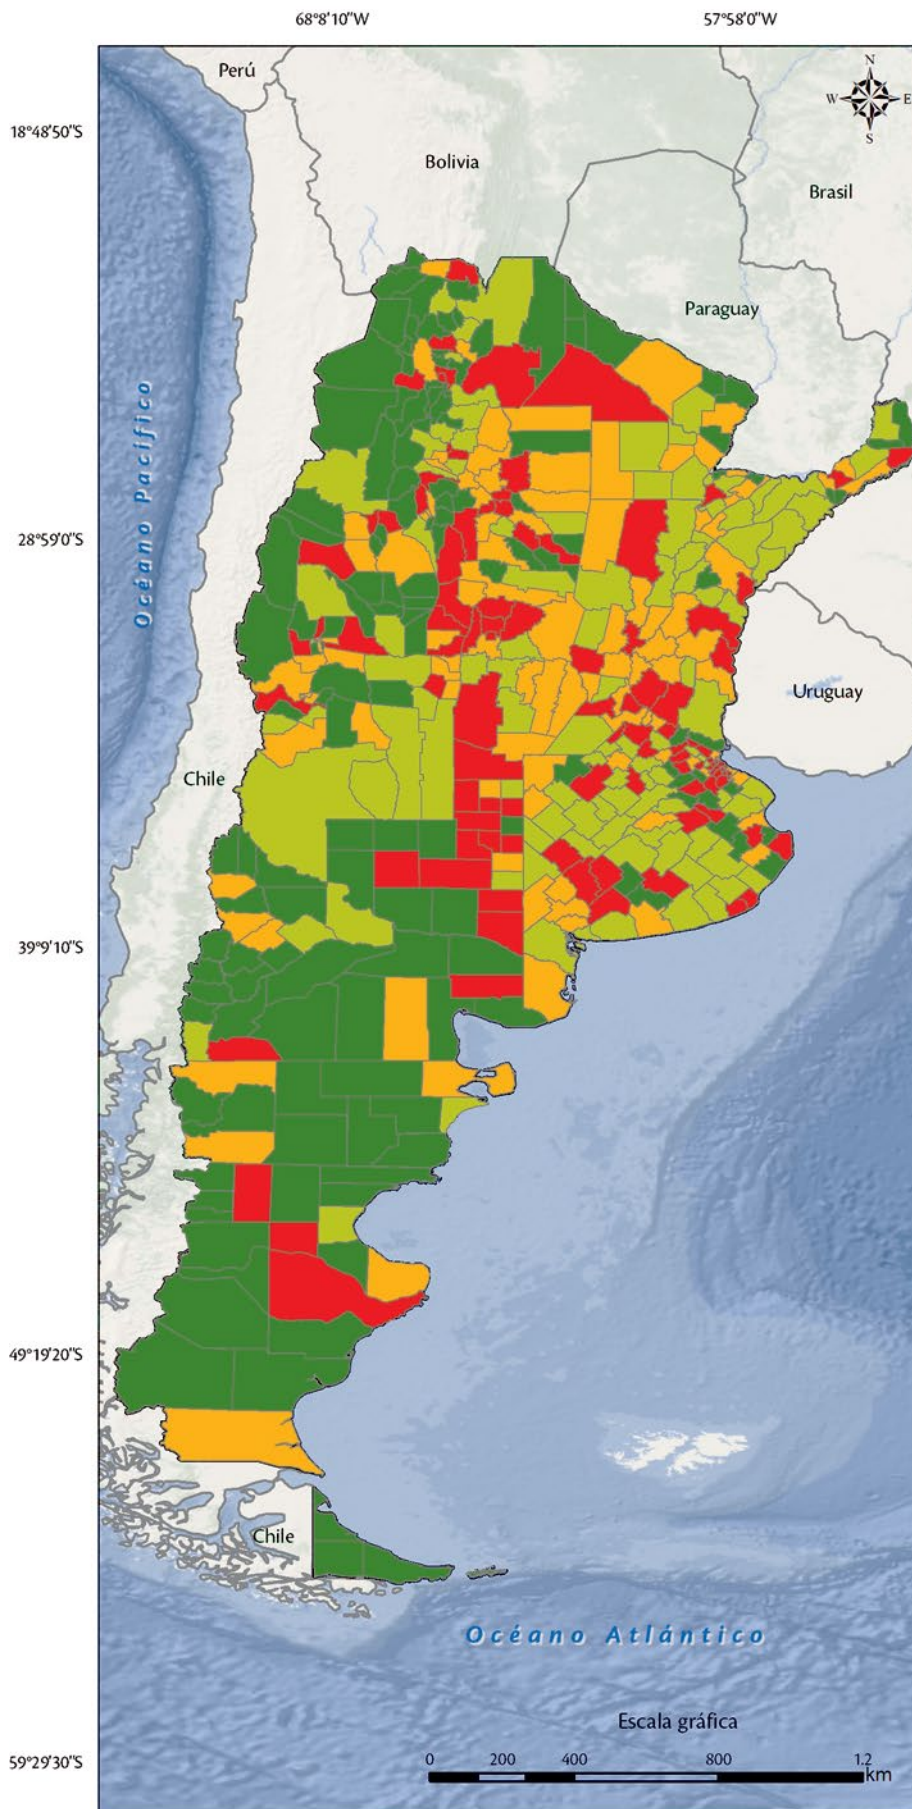 68°8'10"W
57°58'0"W
Perú
N
W
E
S
18°48'50"S
Bolivia
Brasil
Paraguay
Océano Pacífico
28°59'0"S
Uruguay
Chile
39°9'10"S
49°19'20"S
Chile
Océano Atlántico
Escala gráfica
59°29'30"S
0 200 400 800 1.2
km